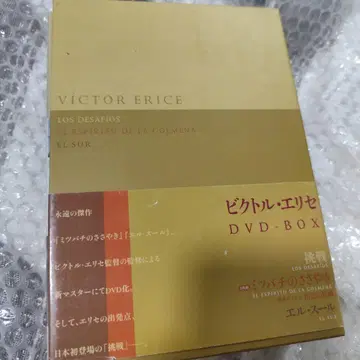 VÍCTOR ERICE
LOS DESAFÍOS
EL ESPÍRITU DE LA COLMENA
EL SUR
永遠の傑作
『ミツバチのささやき』『エル・スール』
ビクトル・エリセ監督の監修による
新マスターにてDVD化。
そして、エリセの出発点、
日本初登場の「挑戦」
ビクトル・エリセ
DVD-BOX
挑戦
LOS DESAFÍOS
ミツバチのささやき
EL ESPÍRITU DE LA COLMENA
エル・スール
EL SUR